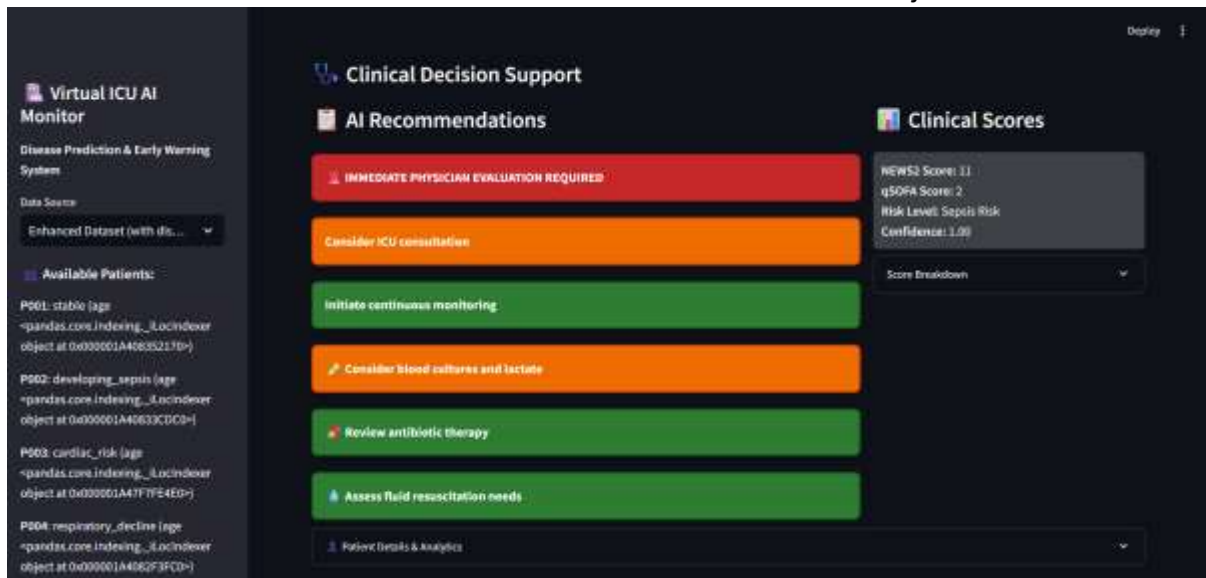 Deploy
Virtual ICU AI
Monitor
Disease Prediction & Early Warning
System
Data Source
Enhanced Dataset (with dis...
Available Patients:
P001: stable (age
<pandas.core.indexing._iLocIndexer
object at 0x000001A408352170>)
P002: developing_sepsis (age
<pandas.core.indexing._iLocIndexer
object at 0x000001A40833CDC0>)
P003: cardiac_risk (age
<pandas.core.indexing._iLocIndexer
object at 0x000001A47F7FE4E0>)
P004: respiratory_decline (age
<pandas.core.indexing._iLocIndexer
object at 0x000001A4082F3FC0>)
Clinical Decision Support
AI Recommendations
IMMEDIATE PHYSICIAN EVALUATION REQUIRED
Consider ICU consultation
Initiate continuous monitoring
Consider blood cultures and lactate
Review antibiotic therapy
Assess fluid resuscitation needs
Patient Details & Analytics
Clinical Scores
NEWS2 Score: 11
qSOFA Score: 2
Risk Level: Sepsis Risk
Confidence: 1.00
Score Breakdown